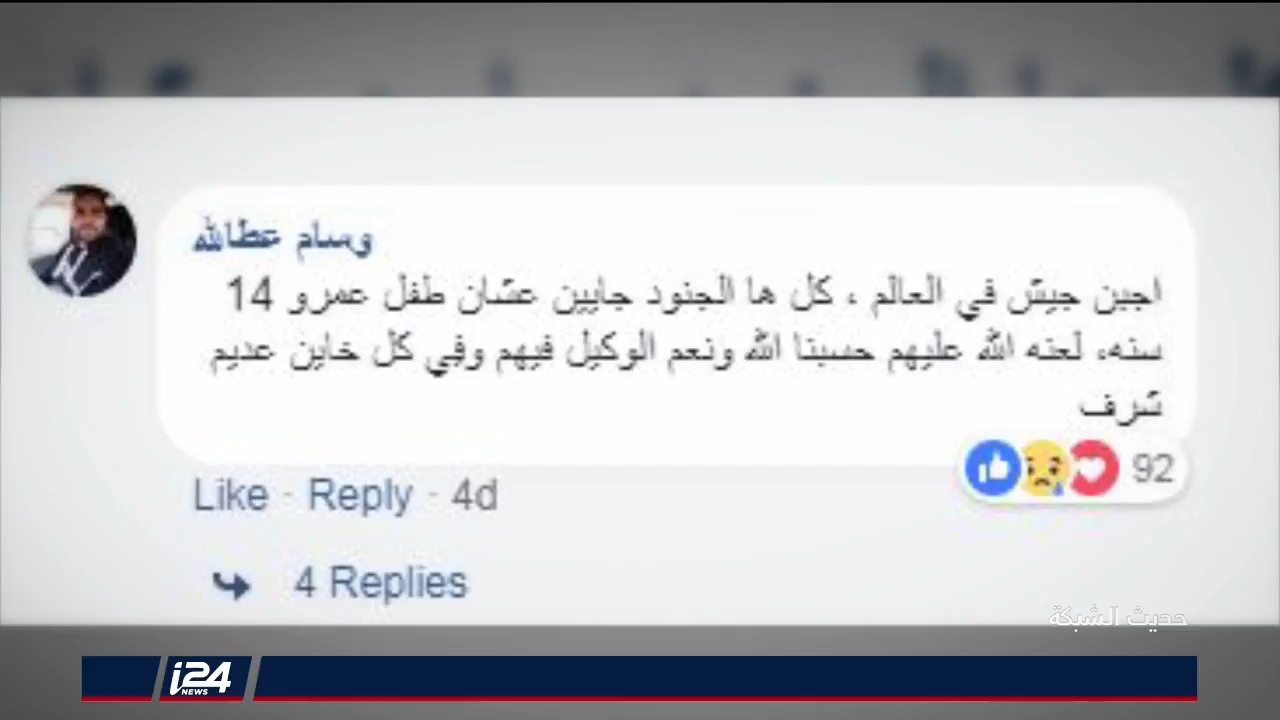 وسام عطالله
اجبن جيش في العالم ، كل ها الجنود جايين عشان طفل عمرو 14
سنه، لعنه الله عليهم حسبنا الله ونعم الوكيل فيهم وفي كل خاين عديم
شرف
92
Like · Reply · 4d
4 Replies
حديث الشبكة
i24
NEWS